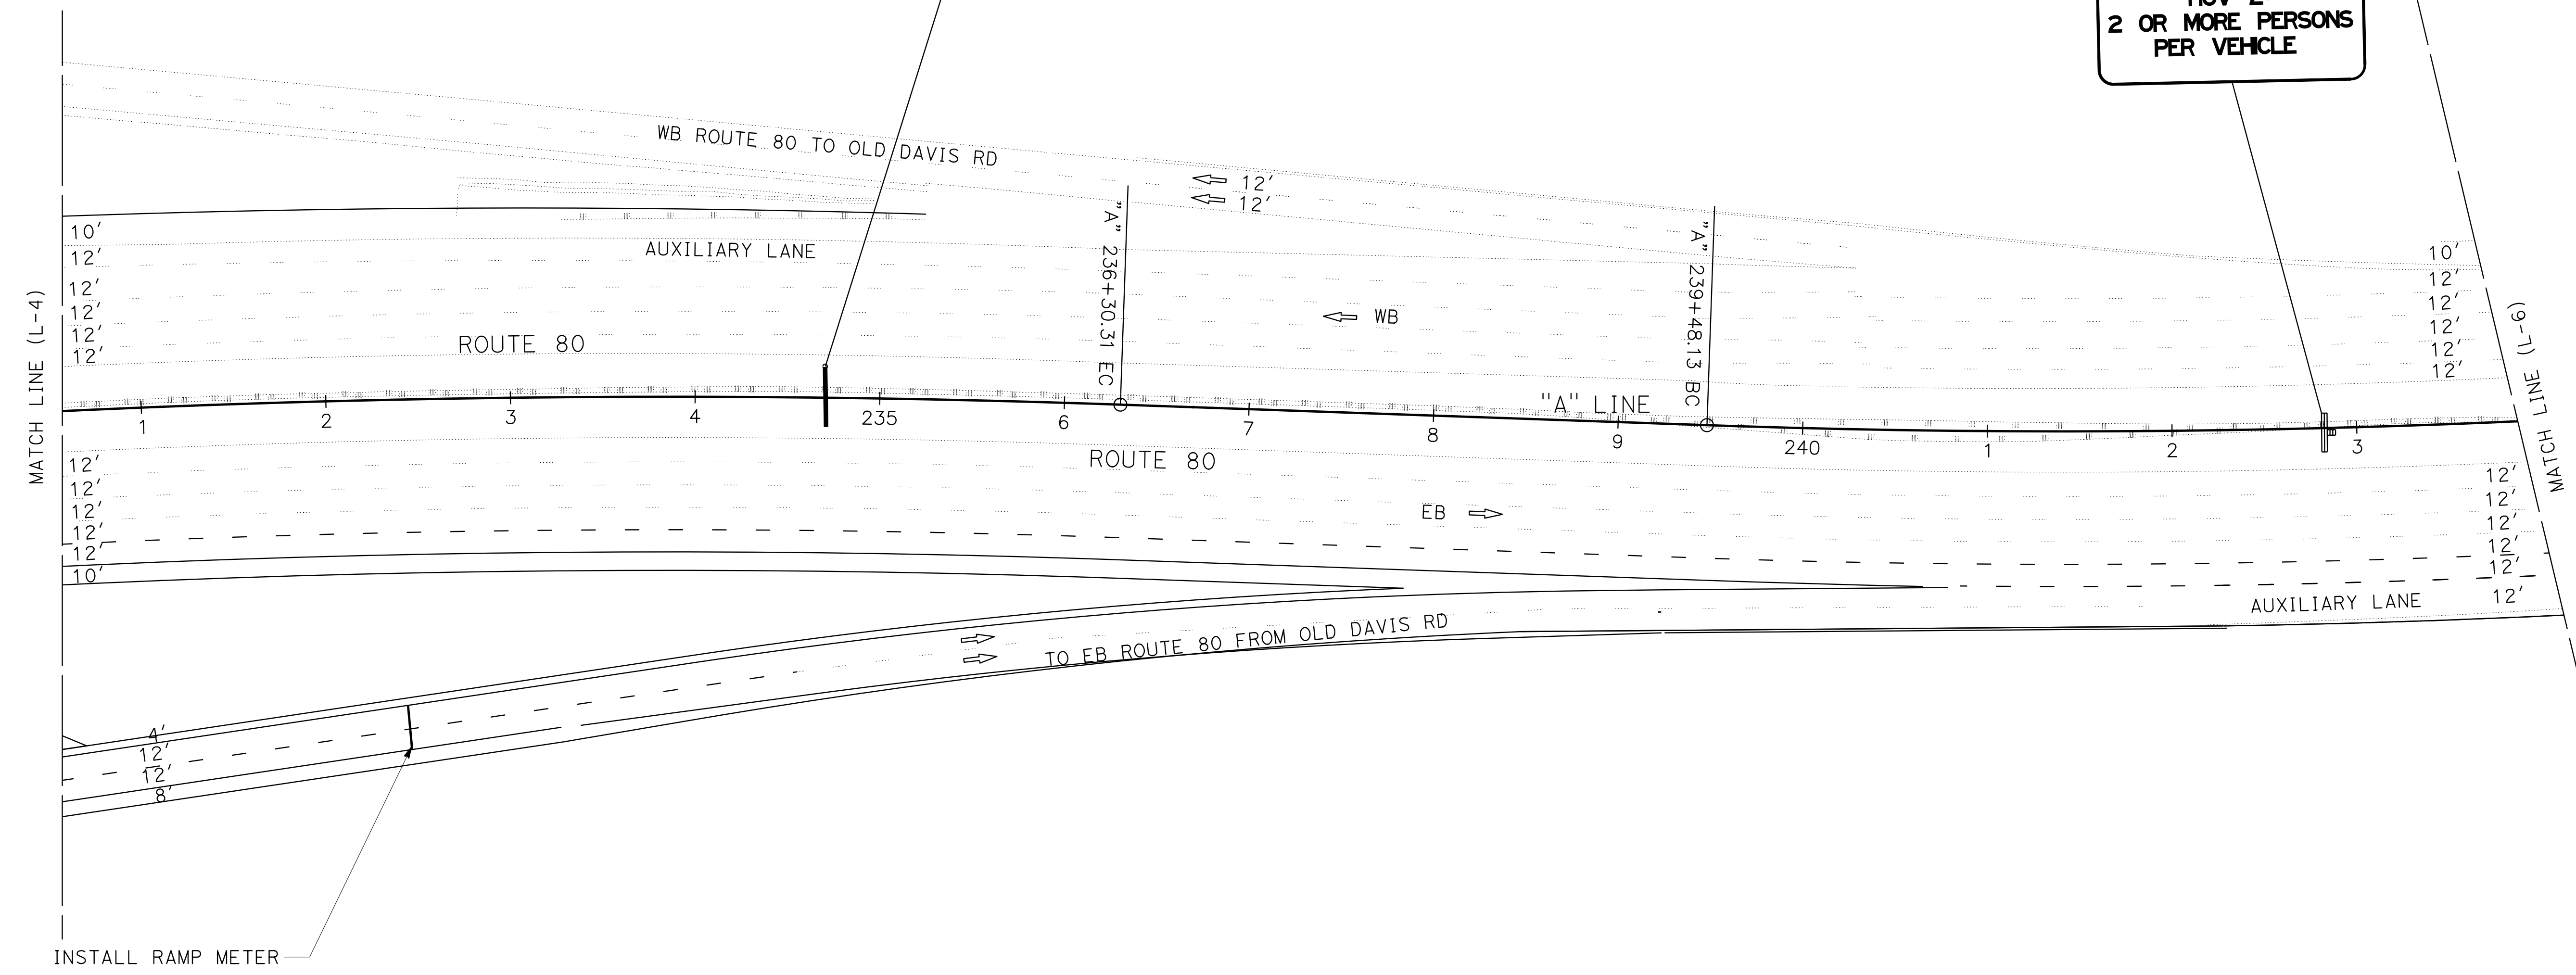 HOV 2
2 OR MORE PERSONS
PER VEHICLE
WB ROUTE 80 TO OLD DAVIS RD
12'
12'
"A" 236+30.31 EC
"A" 239+48.13 BC
MATCH LINE (L-4)
10'
12'
12'
12'
12'
12'
AUXILIARY LANE
ROUTE 80
WB
"A" LINE
10'
12'
12'
12'
12'
12'
MATCH LINE (L-6)
1
2
3
4
235
6
7
8
9
240
1
2
3
12'
12'
12'
12'
12'
10'
ROUTE 80
EB
12'
12'
12'
12'
12'
12'
AUXILIARY LANE
TO EB ROUTE 80 FROM OLD DAVIS RD
4'
12'
12'
8'
INSTALL RAMP METER